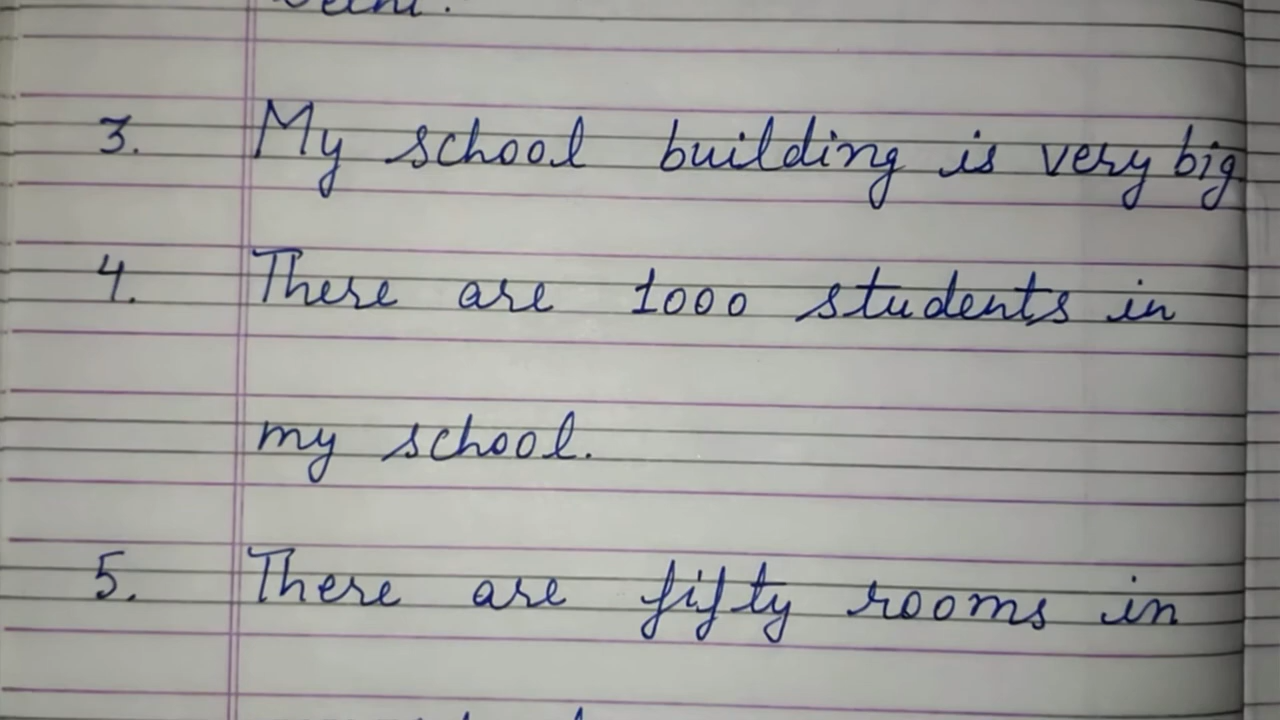 Delhi.
3. My school building is very big
4. There are 1000 students in
my school.
5. There are fifty rooms in